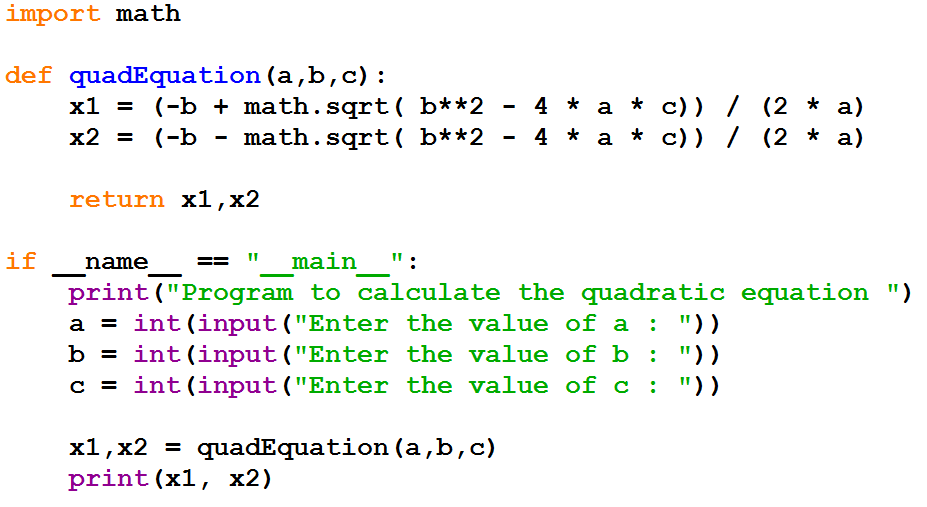 import math
def quadEquation(a,b,c):
    x1 = (-b + math.sqrt( b**2 - 4 * a * c)) / (2 * a)
    x2 = (-b - math.sqrt( b**2 - 4 * a * c)) / (2 * a)
    return x1,x2
if __name__ == "__main__":
    print("Program to calculate the quadratic equation ")
    a = int(input("Enter the value of a : "))
    b = int(input("Enter the value of b : "))
    c = int(input("Enter the value of c : "))
    x1,x2 = quadEquation(a,b,c)
    print(x1, x2)